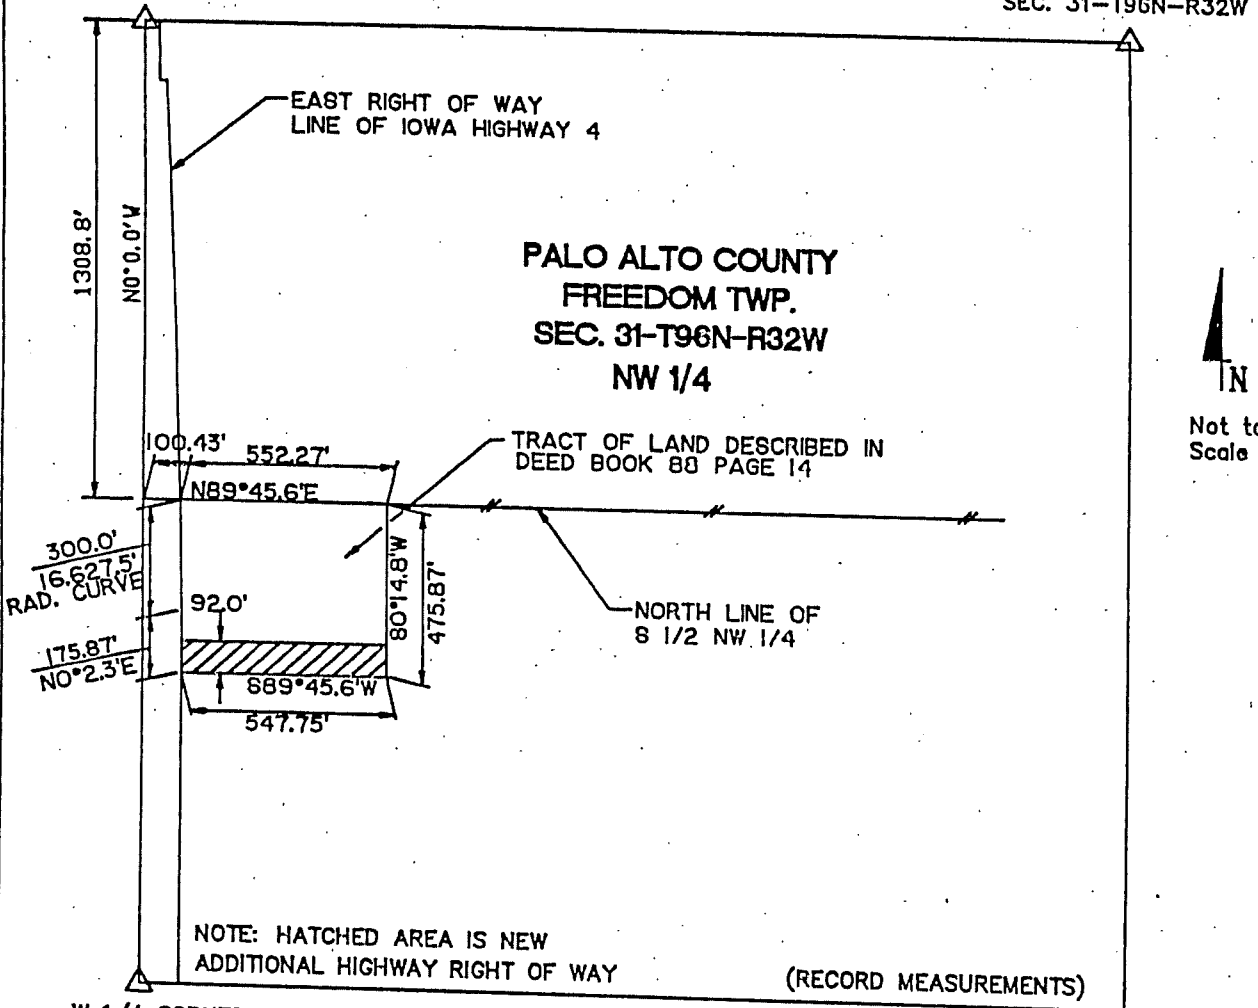 SEC. 31-T96N-R32W
EAST RIGHT OF WAY
LINE OF IOWA HIGHWAY 4
1308.8'
N0°0.0'W
PALO ALTO COUNTY
FREEDOM TWP.
SEC. 31-T96N-R32W
NW 1/4
N
Not to
Scale
100.43'
552.27'
TRACT OF LAND DESCRIBED IN
DEED BOOK 88 PAGE 14
N89°45.6'E
300.0'
16,627.5'
RAD. CURVE
92.0'
S0°14.8'W
475.87'
NORTH LINE OF
S 1/2 NW 1/4
175.87'
N0°2.3'E
S89°45.6'W
547.75'
NOTE: HATCHED AREA IS NEW
ADDITIONAL HIGHWAY RIGHT OF WAY
(RECORD MEASUREMENTS)
W 1/4 CORNER